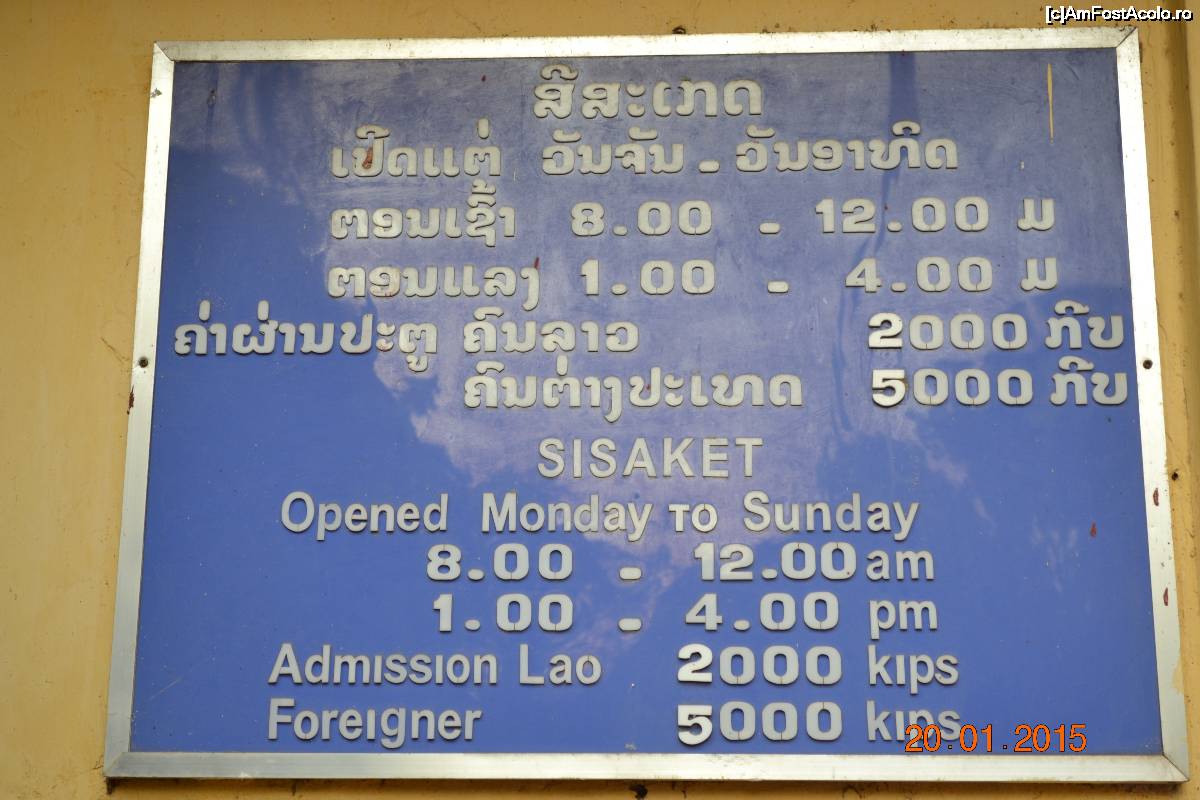 [c]AmFostAcolo.ro
ສີສະເກດ
ເປີດແຕ່ ວັນຈັນ - ວັນອາທິດ
ຕອນເຊົ້າ 8.00 - 12.00 ມ
ຕອນແລງ 1.00 - 4.00 ມ
ຄ່າຜ່ານປະຕູ ຄົນລາວ 2000 ກີບ
ຄົນຕ່າງປະເທດ 5000 ກີບ
SISAKET
Opened Monday TO Sunday
8.00 - 12.00 am
1.00 - 4.00 pm
Admission Lao 2000 kips
Foreigner 5000 kips
20.01.2015